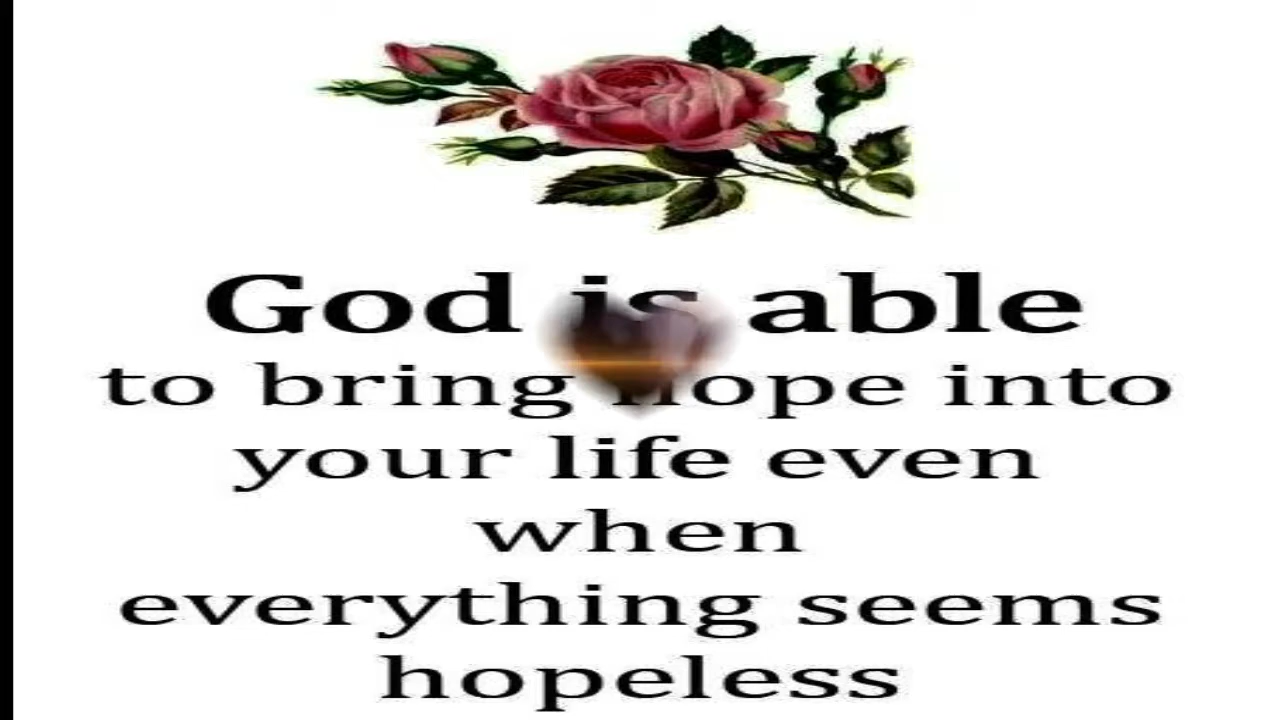 God is able
to bring hope into
your life even
when
everything seems
hopeless